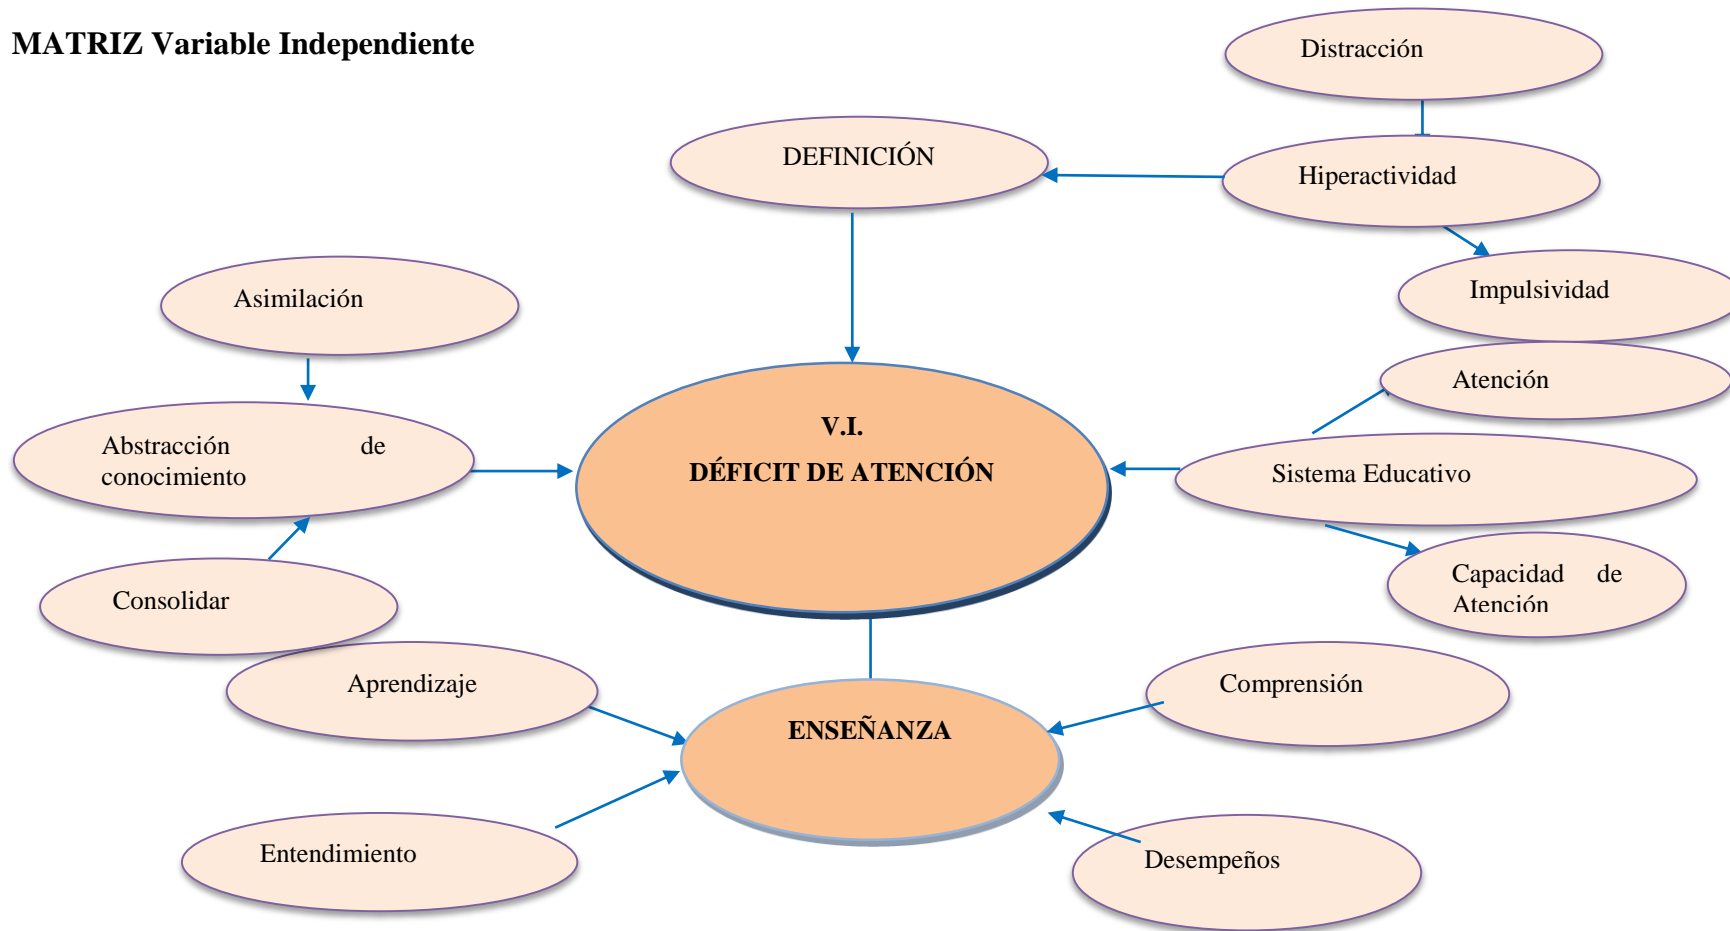 MATRIZ Variable Independiente
Distracción
DEFINICIÓN
Hiperactividad
Asimilación
Impulsividad
Atención
V.I.
DÉFICIT DE ATENCIÓN
Abstracción de
conocimiento
Sistema Educativo
Capacidad de
Atención
Consolidar
Aprendizaje
Comprensión
ENSEÑANZA
Entendimiento
Desempeños